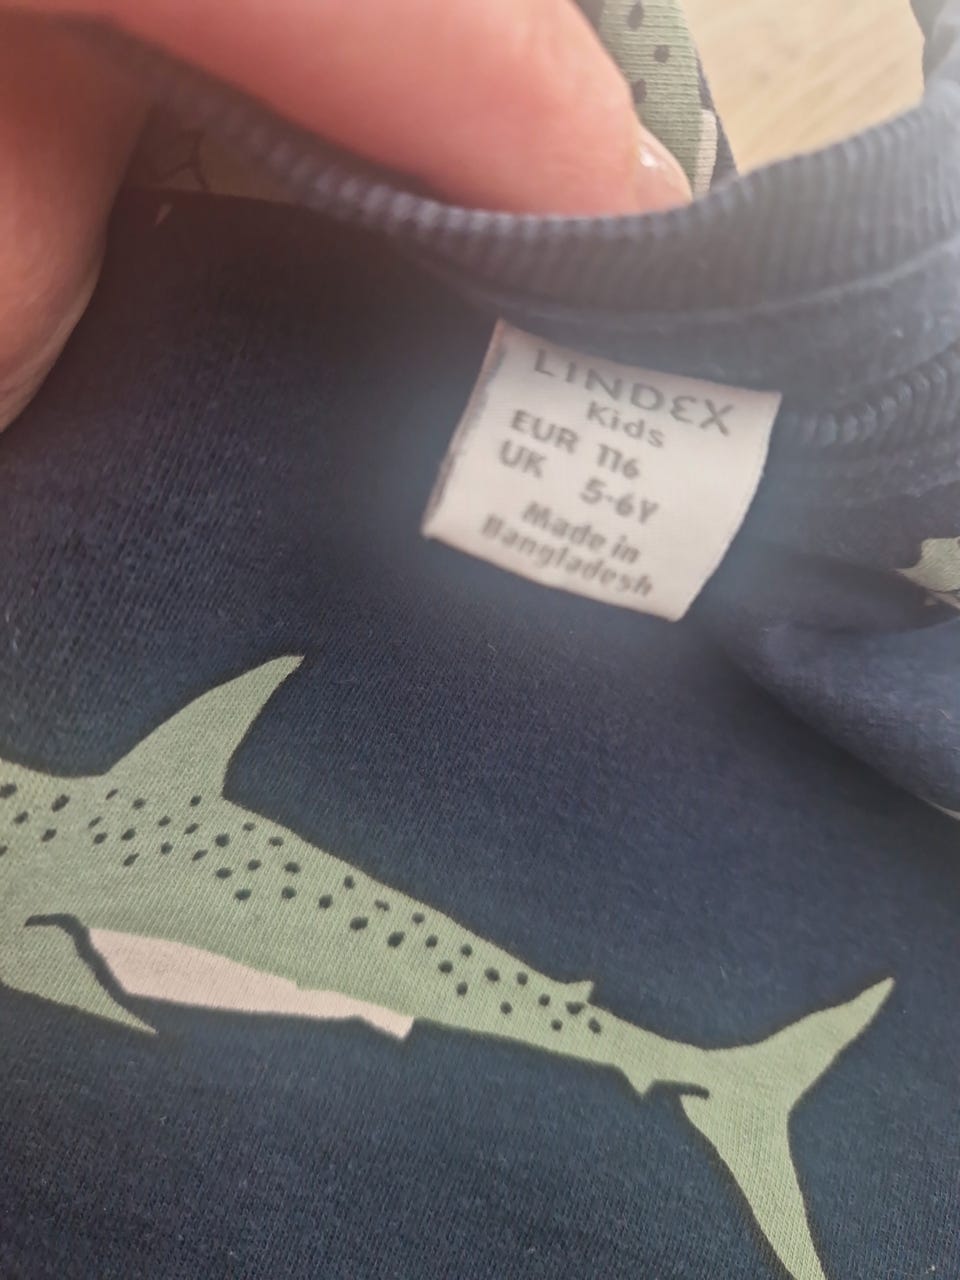 LINDEX
Kids
EUR 116
UK 5-6Y
Made in
Bangladesh